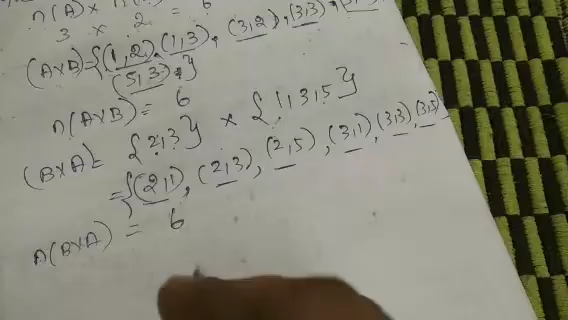 n(A) × n(B) = 6
3 × 2 = 6
(A×B)={(1,2),(1,3), (3,2),(3,3),
(5,3)}
n(A×B) = 6
(B×A)= {2,3} × {1,3,5}
={(2,1), (2,3), (2,5), (3,1), (3,3), (3,5)}
n(B×A) = 6